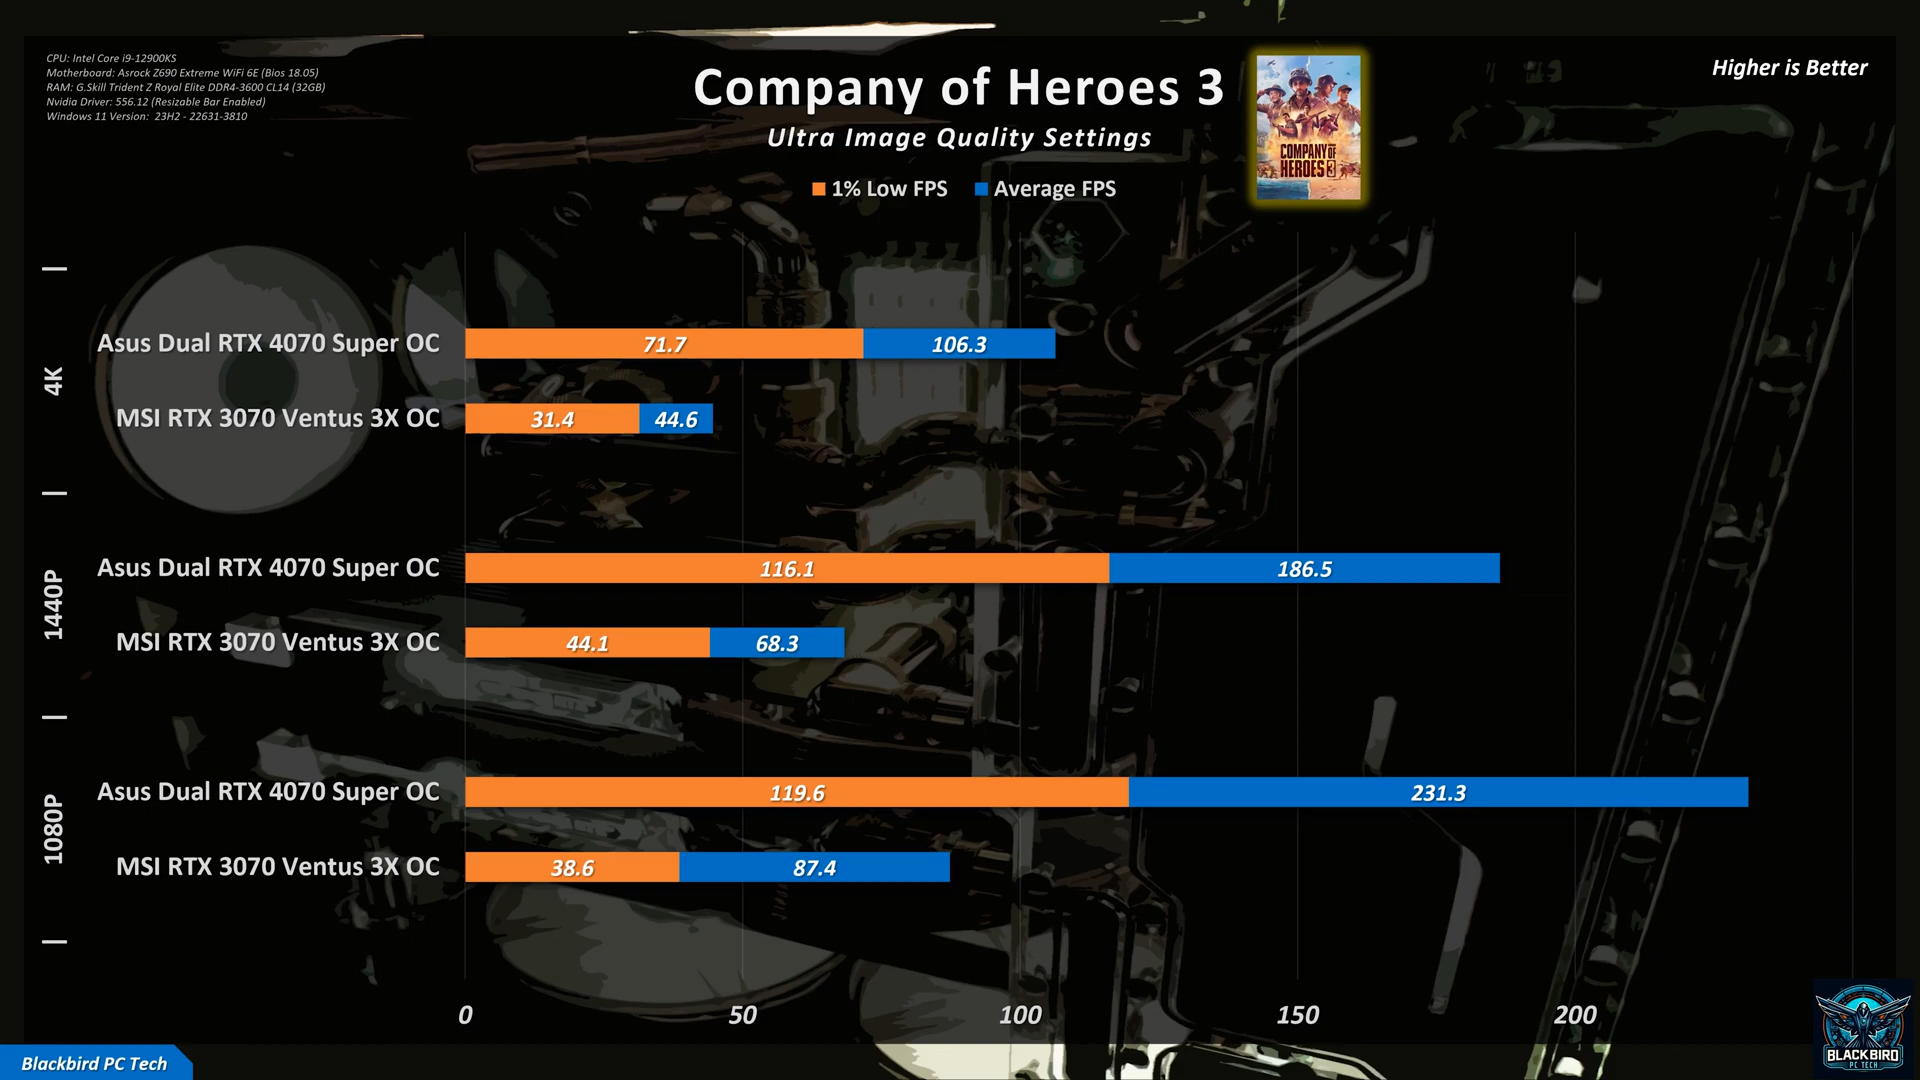 CPU: Intel Core i9-12900KS
Motherboard: Asrock Z690 Extreme WiFi 6E (Bios 18.05)
RAM: G.Skill Trident Z Royal Elite DDR4-3600 CL14 (32GB)
Nvidia Driver: 556.12 (Resizable Bar Enabled)
Windows 11 Version: 23H2 - 22631-3810
Company of Heroes 3
Ultra Image Quality Settings
1% Low FPS Average FPS
COMPANY OF
HEROES 3
Higher is Better
4K
Asus Dual RTX 4070 Super OC 71.7 106.3
MSI RTX 3070 Ventus 3X OC 31.4 44.6
1440P
Asus Dual RTX 4070 Super OC 116.1 186.5
MSI RTX 3070 Ventus 3X OC 44.1 68.3
1080P
Asus Dual RTX 4070 Super OC 119.6 231.3
MSI RTX 3070 Ventus 3X OC 38.6 87.4
0 50 100 150 200
Blackbird PC Tech
BLACKBIRD
PC TECH